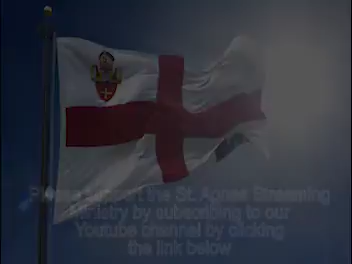 Please support the St. Agnes Streaming
Ministry by subscribing to our
Youtube channel by clicking
the link below